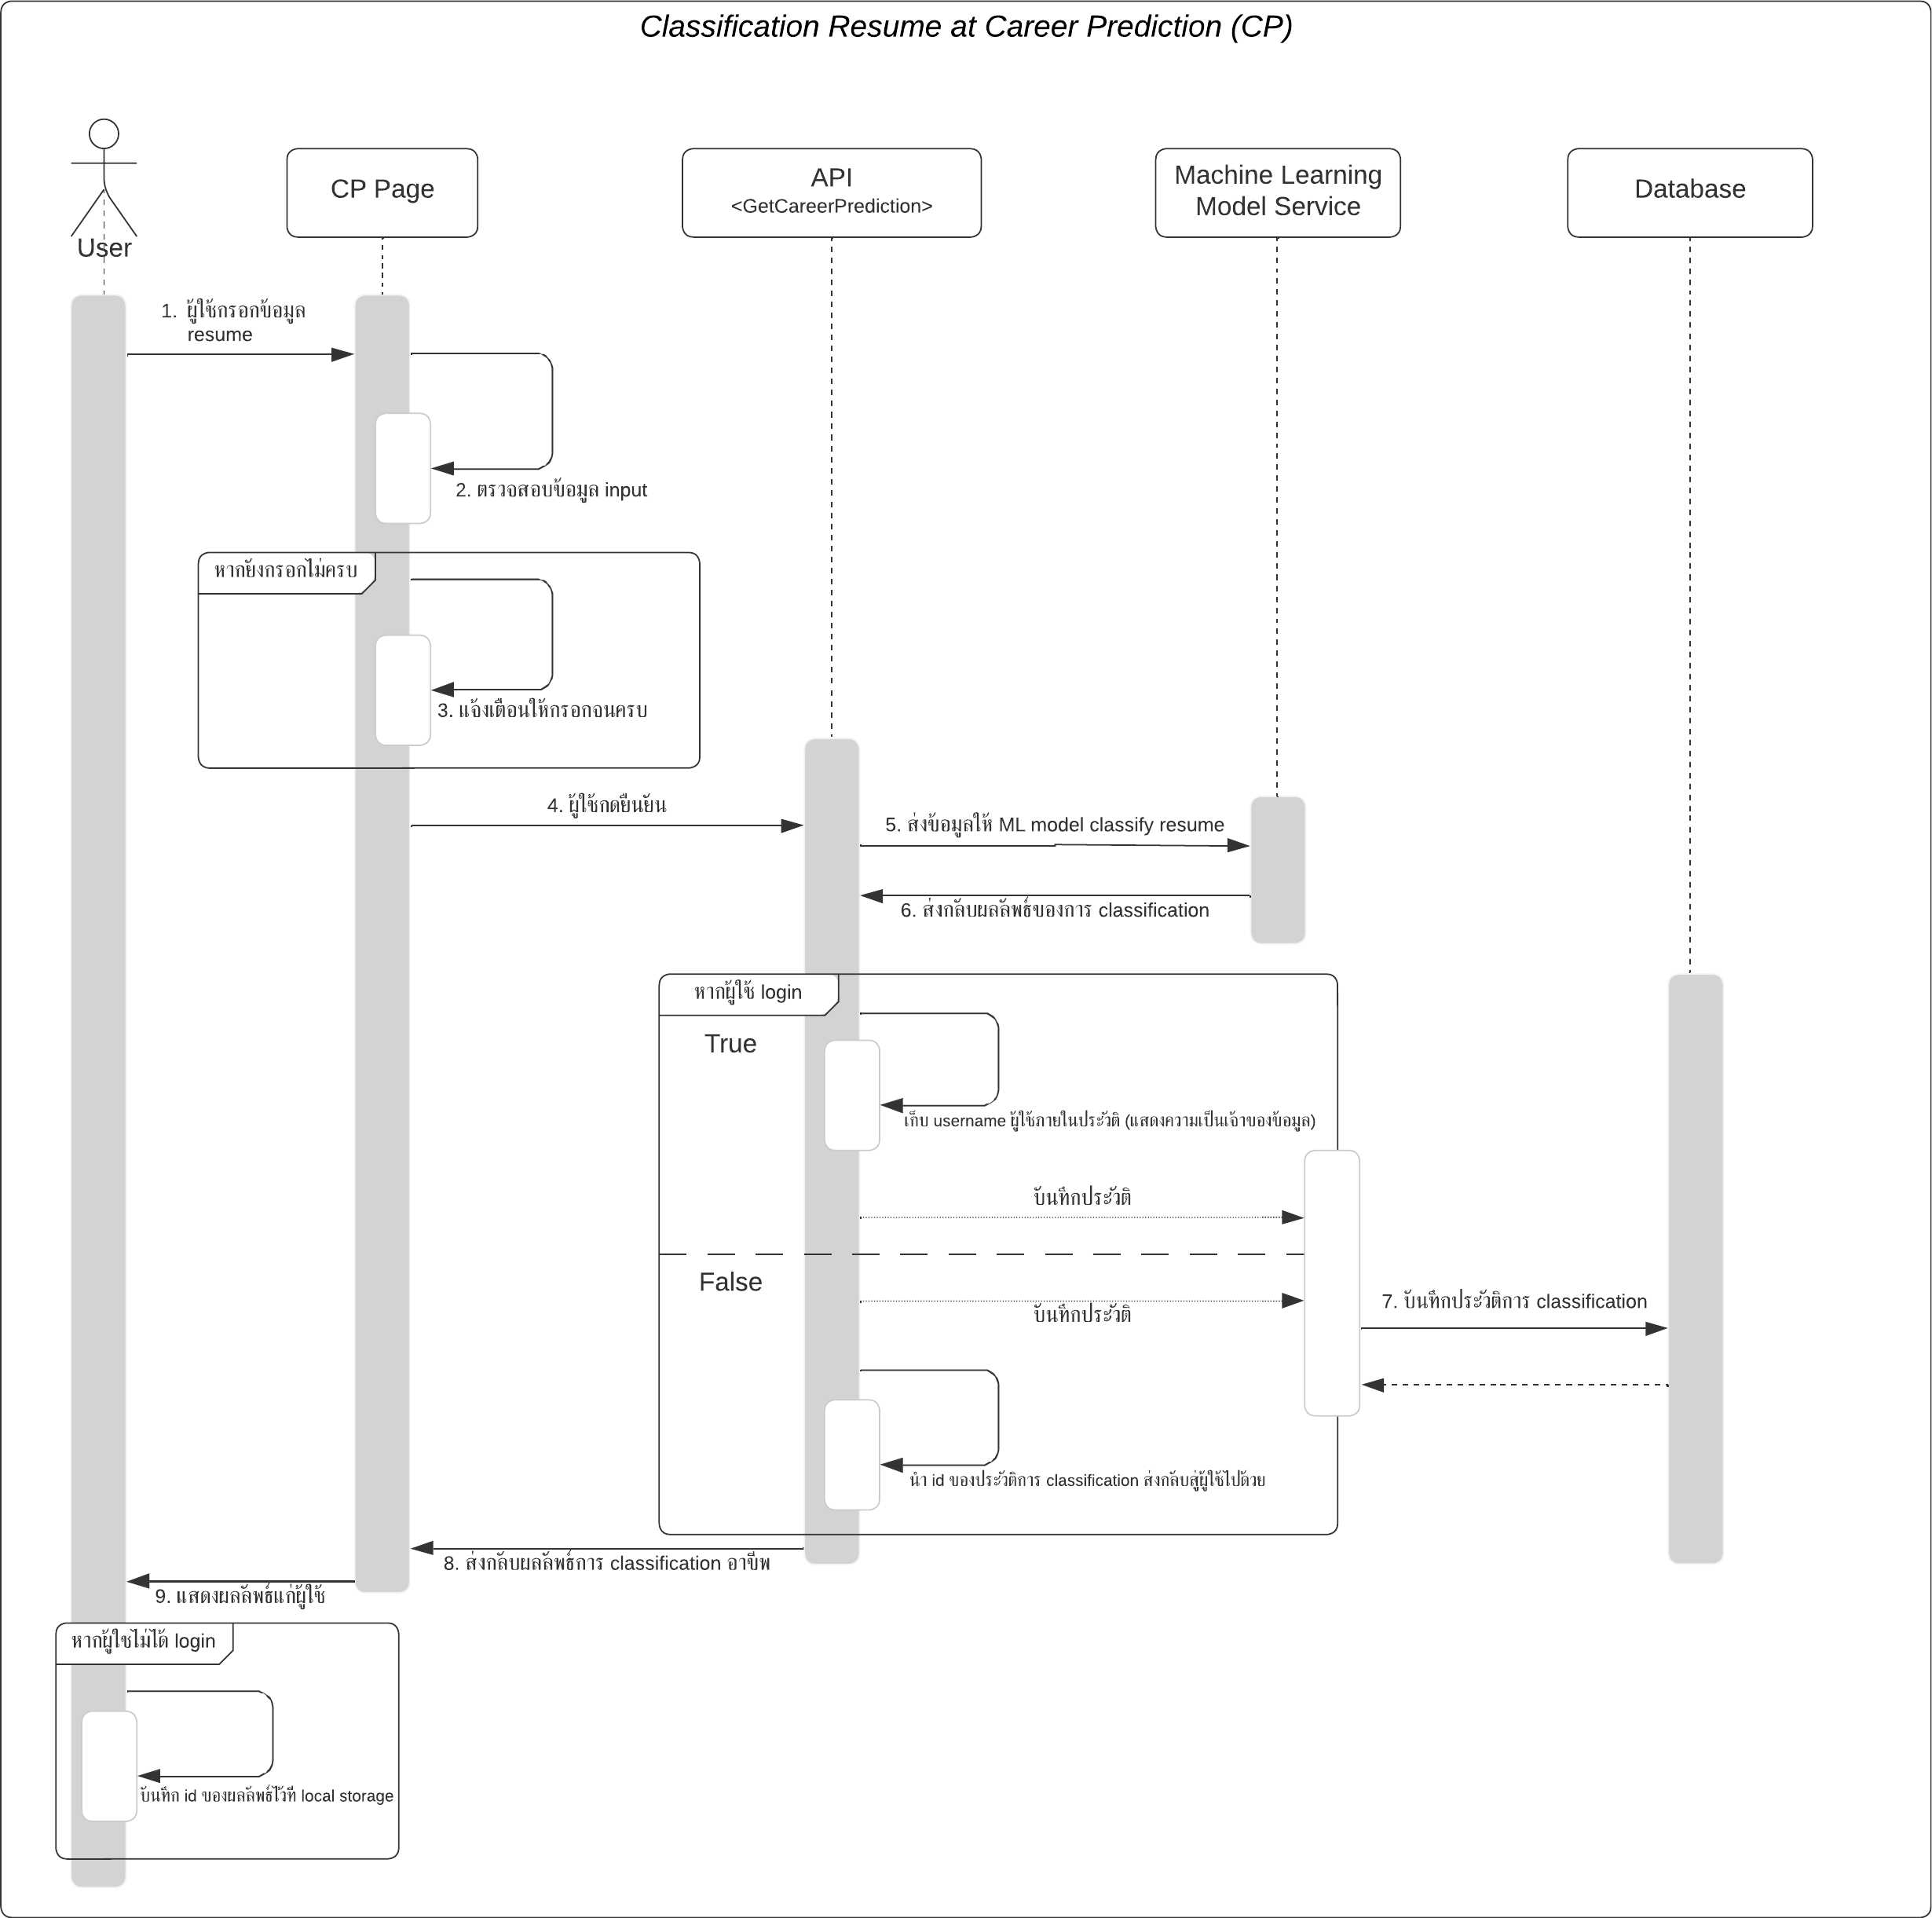 Classification Resume at Career Prediction (CP)
User
CP Page
API
<GetCareerPrediction>
Machine Learning
Model Service
Database
1. ผู้ใช้กรอกข้อมูล
resume
2. ตรวจสอบข้อมูล input
หากยังกรอกไม่ครบ
3. แจ้งเตือนให้กรอกจนครบ
4. ผู้ใช้กดยืนยัน
5. ส่งข้อมูลให้ ML model classify resume
6. ส่งกลับผลลัพธ์ของการ classification
หากผู้ใช้ login
True
เก็บ username ผู้ใช้ภายในประวัติ (แสดงความเป็นเจ้าของข้อมูล)
บันทึกประวัติ
False
บันทึกประวัติ
7. บันทึกประวัติการ classification
นำ id ของประวัติการ classification ส่งกลับสู่ผู้ใช้ไปด้วย
8. ส่งกลับผลลัพธ์การ classification อาชีพ
9. แสดงผลลัพธ์แก่ผู้ใช้
หากผู้ใชไม่ได้ login
บันทึก id ของผลลัพธ์ไว้ที่ local storage